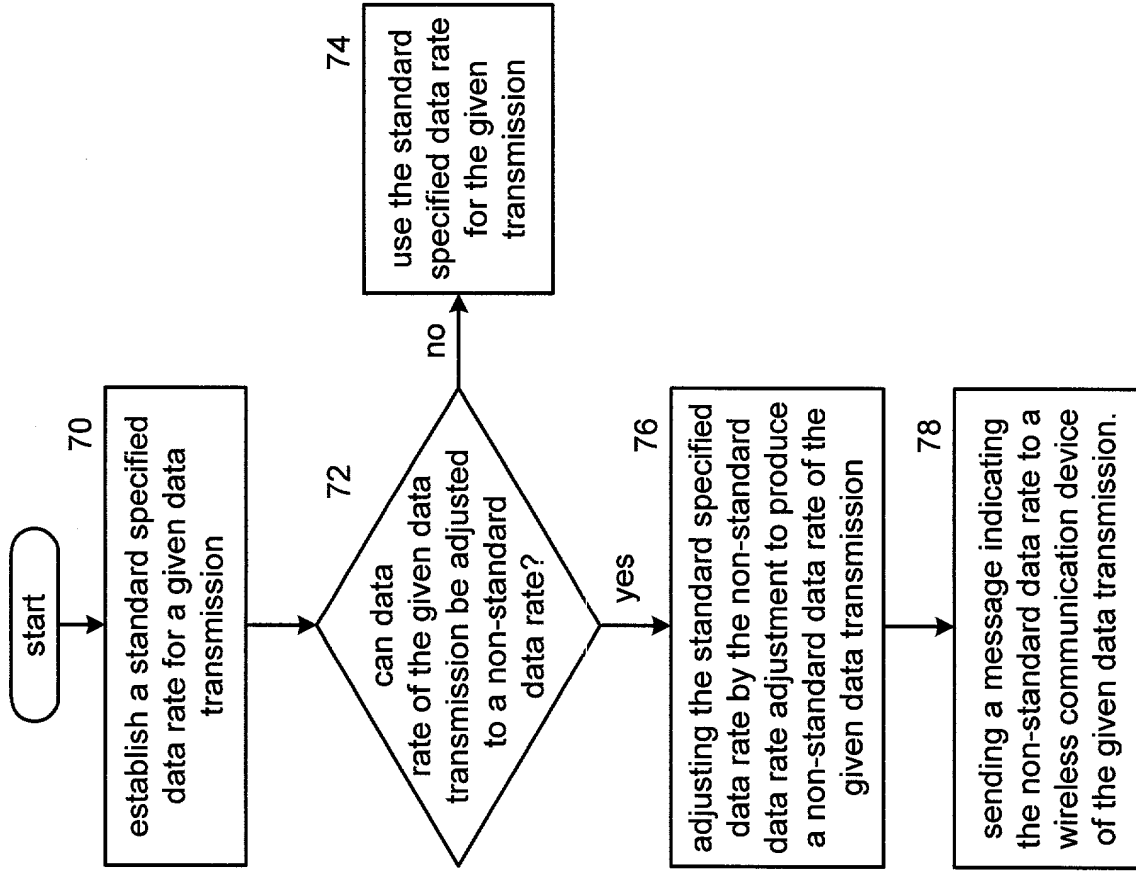 start
70
establish a standard specified
data rate for a given data
transmission
72
can data
rate of the given data
transmission be adjusted
to a non-standard
data rate?
no
74
use the standard
specified data rate
for the given
transmission
yes
76
adjusting the standard specified
data rate by the non-standard
data rate adjustment to produce
a non-standard data rate of the
given data transmission
78
sending a message indicating
the non-standard data rate to a
wireless communication device
of the given data transmission.